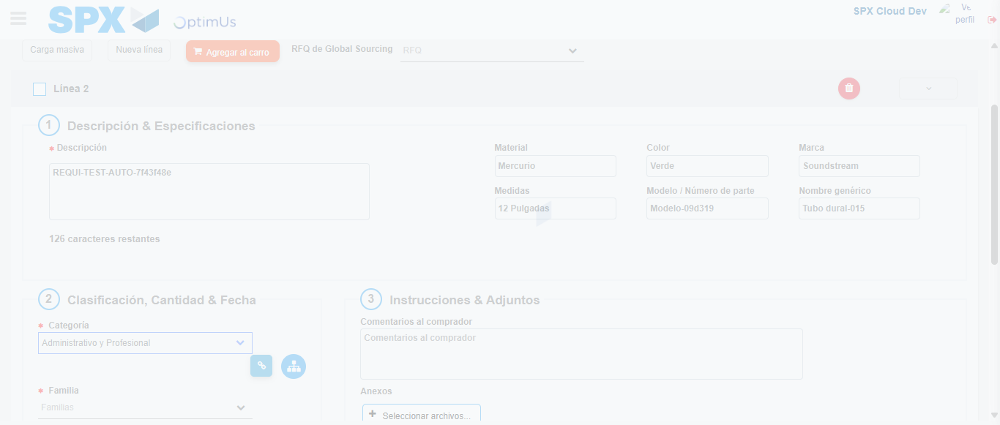 SPX
OptimUs
SPX Cloud Dev
perfil
Carga masiva
Nueva línea
Agregar al carro
RFQ de Global Sourcing
RFQ
Línea 2
1 Descripción & Especificaciones
* Descripción
REQUI-TEST-AUTO-7f43f48e
126 caracteres restantes
Material
Color
Marca
Mercurio
Verde
Soundstream
Medidas
Modelo / Número de parte
Nombre genérico
12 Pulgadas
Modelo-09d319
Tubo dural-015
2 Clasificación, Cantidad & Fecha
* Categoría
Administrativo y Profesional
* Familia
Familias
3 Instrucciones & Adjuntos
Comentarios al comprador
Comentarios al comprador
Anexos
+ Seleccionar archivos...